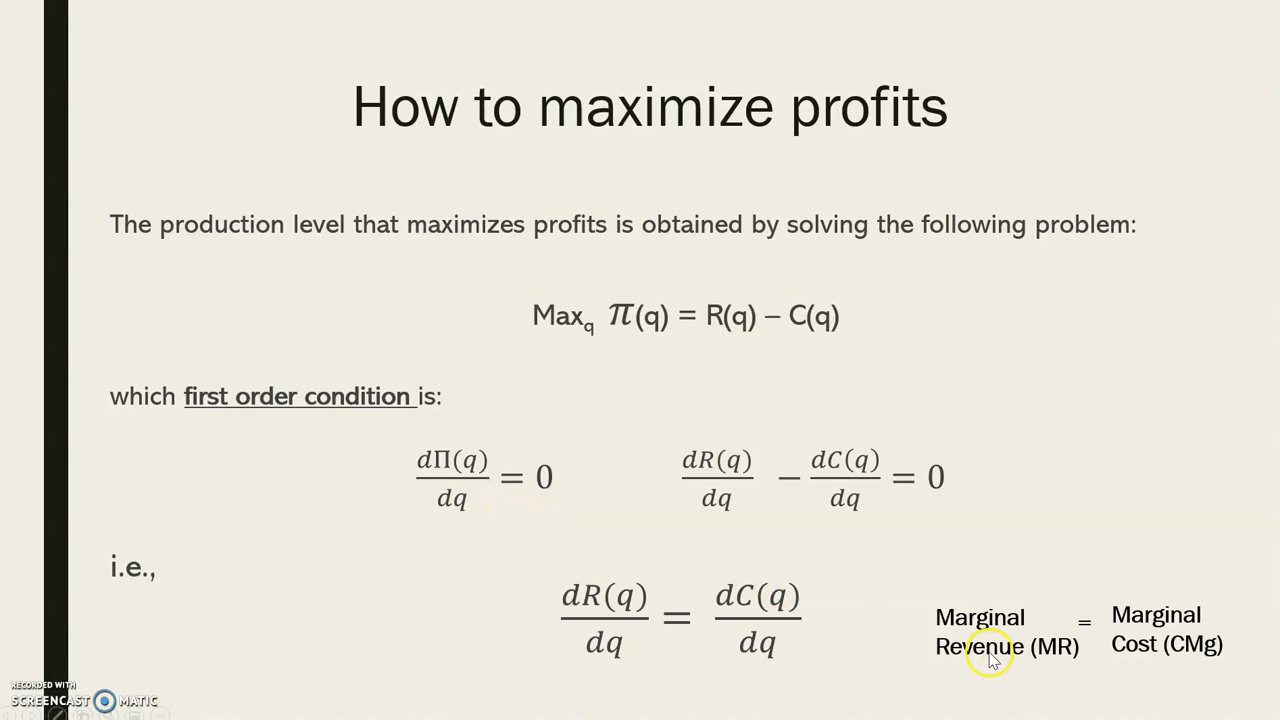 How to maximize profits
The production level that maximizes profits is obtained by solving the following problem:
Max_q π(q) = R(q) – C(q)
which first order condition is:
dΠ(q)/dq = 0 dR(q)/dq − dC(q)/dq = 0
i.e.,
dR(q)/dq = dC(q)/dq
Marginal Revenue (MR) = Marginal Cost (CMg)
RECORDED WITH
SCREENCAST MATIC